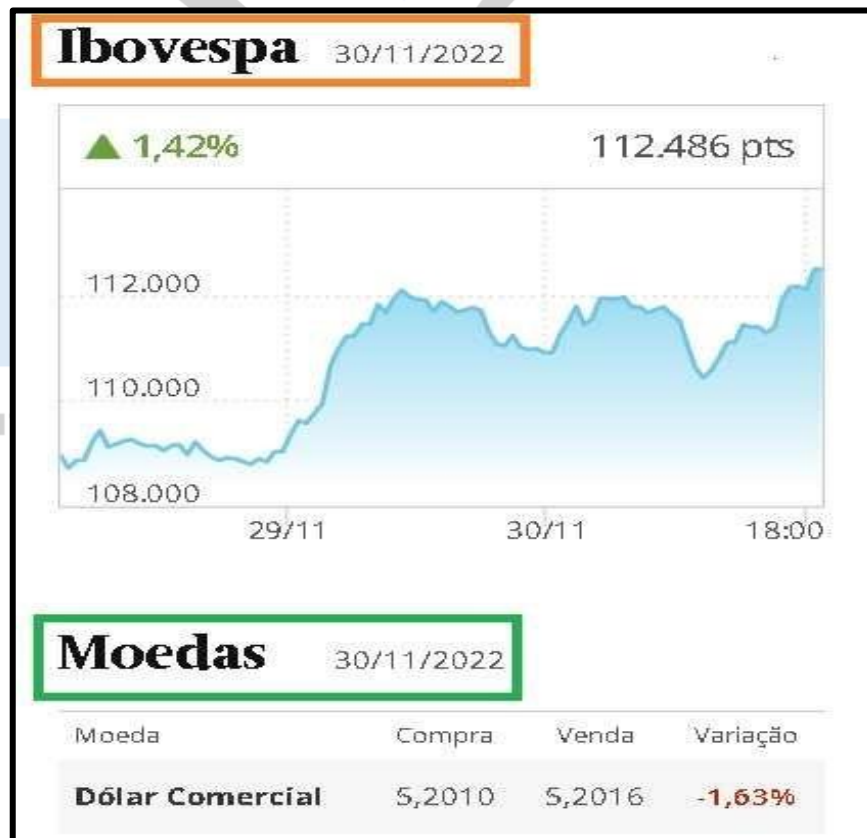 Ibovespa 30/11/2022
▲ 1,42% 112.486 pts
112.000
110.000
108.000
29/11 30/11 18:00
Moedas 30/11/2022
Moeda Compra Venda Variação
Dólar Comercial 5,2010 5,2016 -1,63%